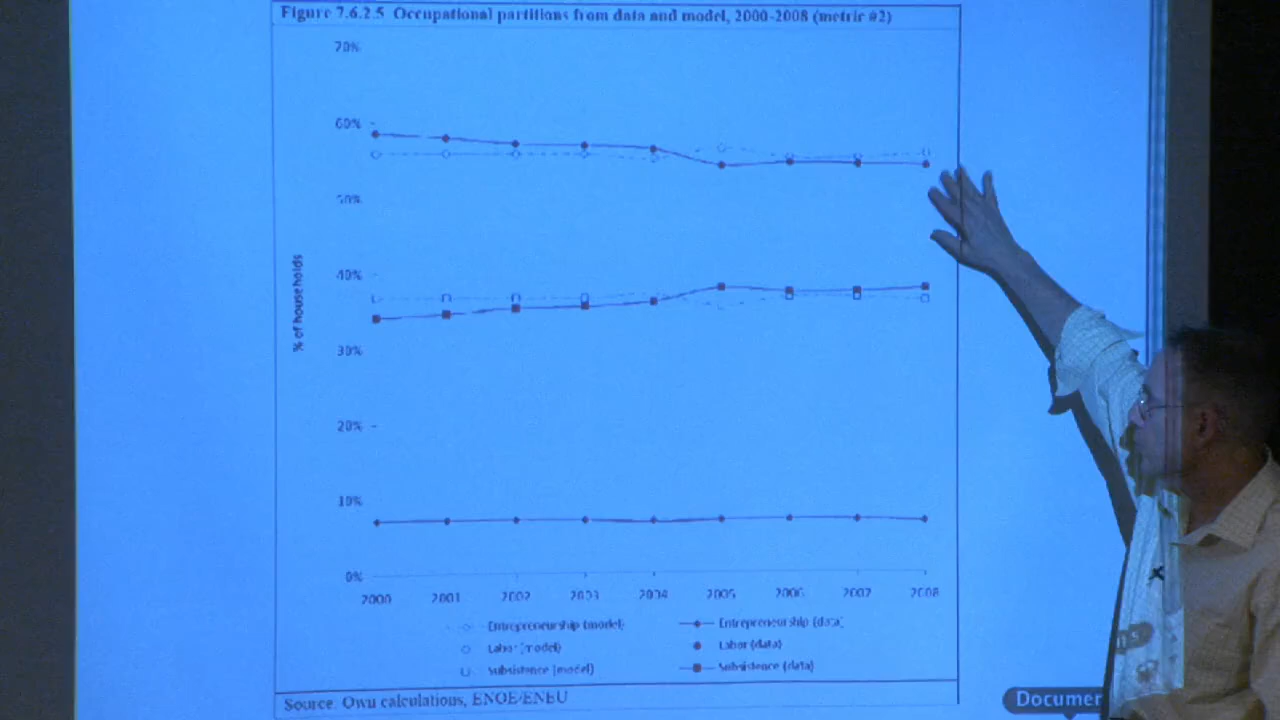 Figure 7.6.2.5 Occupational partitions from data and model, 2000-2008 (metric #2)
70%
60%
50%
40%
30%
20%
10%
0%
% of households
2000 2001 2002 2003 2004 2005 2006 2007 2008
Entrepreneurship (model) Entrepreneurship (data)
Labor (model) Labor (data)
Subsistence (model) Subsistence (data)
Source: Own calculations, ENOE/ENEU
Documen